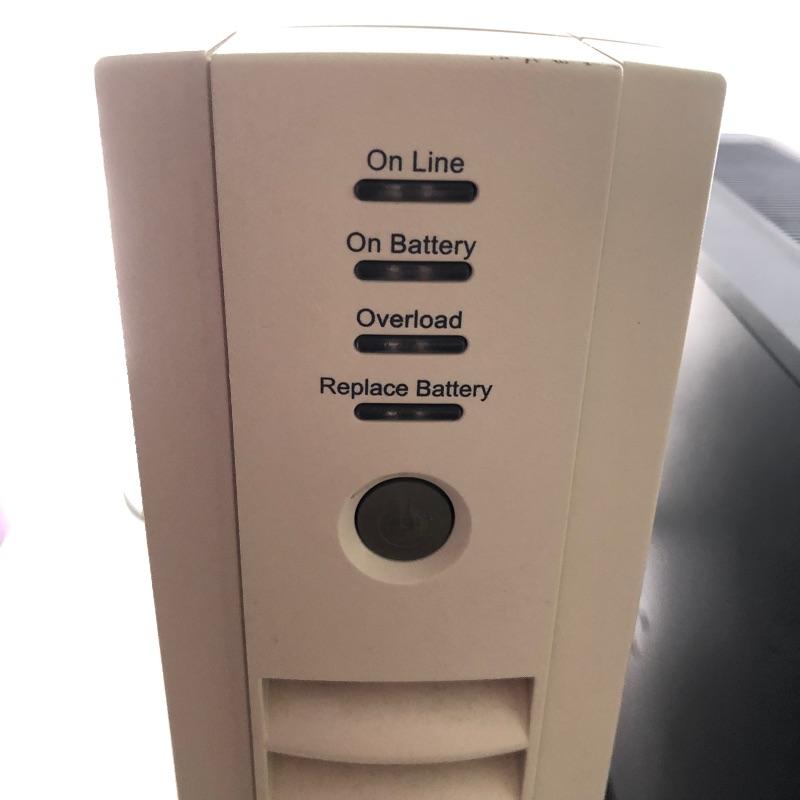 On Line
On Battery
Overload
Replace Battery